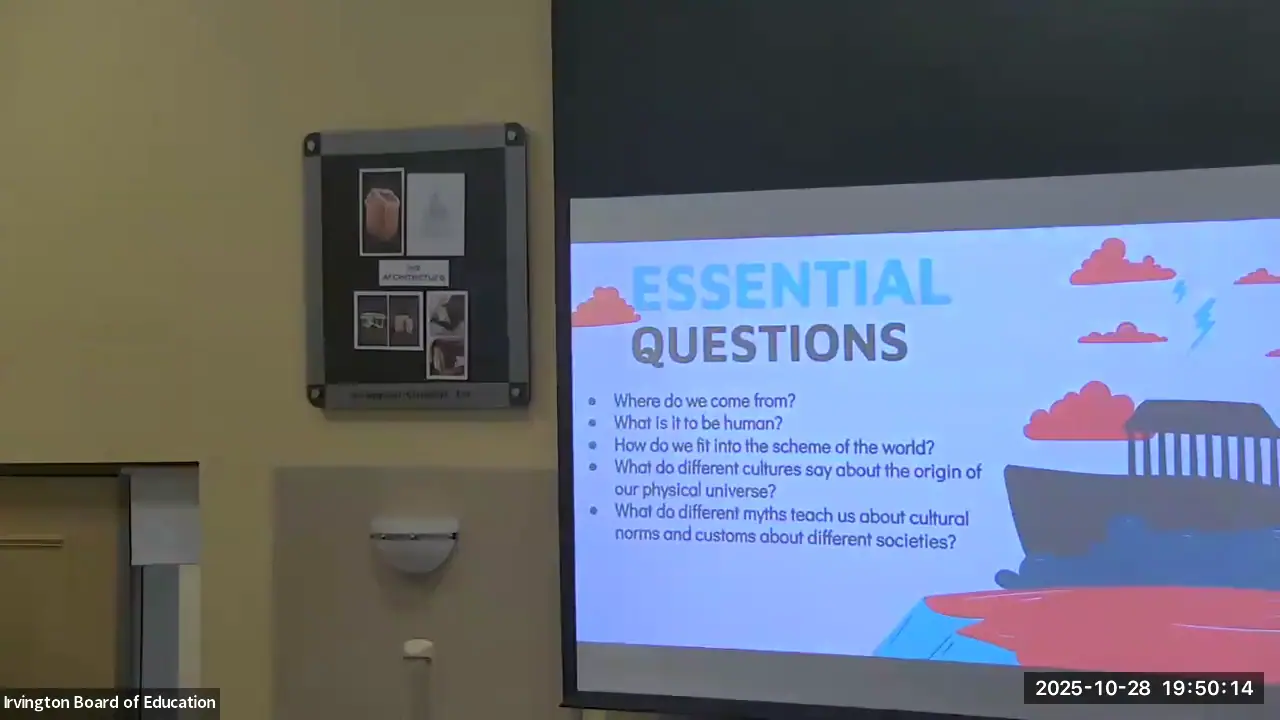 ARCHITECTURE
ESSENTIAL
QUESTIONS
• Where do we come from?
• What is it to be human?
• How do we fit into the scheme of the world?
• What do different cultures say about the origin of
our physical universe?
• What do different myths teach us about cultural
norms and customs about different societies?
Irvington Board of Education
2025-10-28 19:50:14